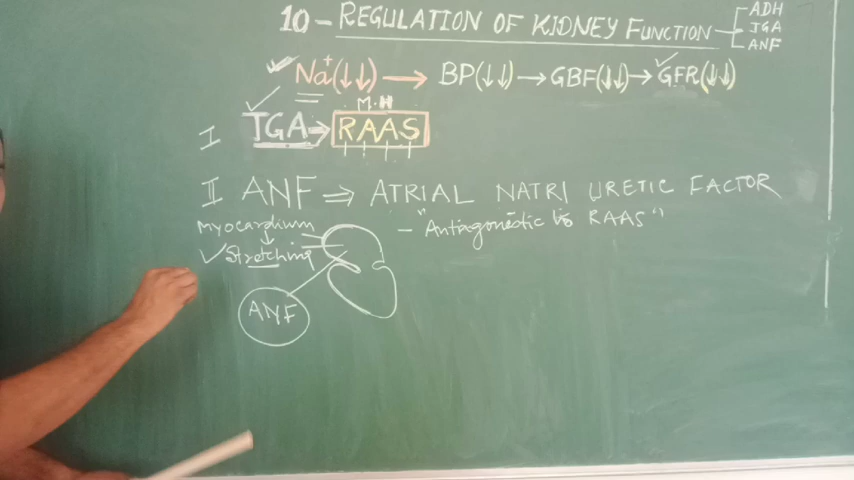 10 - REGULATION OF KIDNEY FUNCTION
ADH
JGA
ANF
Na+(↓↓) → BP(↓↓) → GBF(↓↓) → GFR(↓↓)
M.H
I JGA → RAAS
II ANF ⇒ ATRIAL NATRI URETIC FACTOR
Myocardium
- "Antagonistic to RAAS"
↓
✓ Stretching
ANF